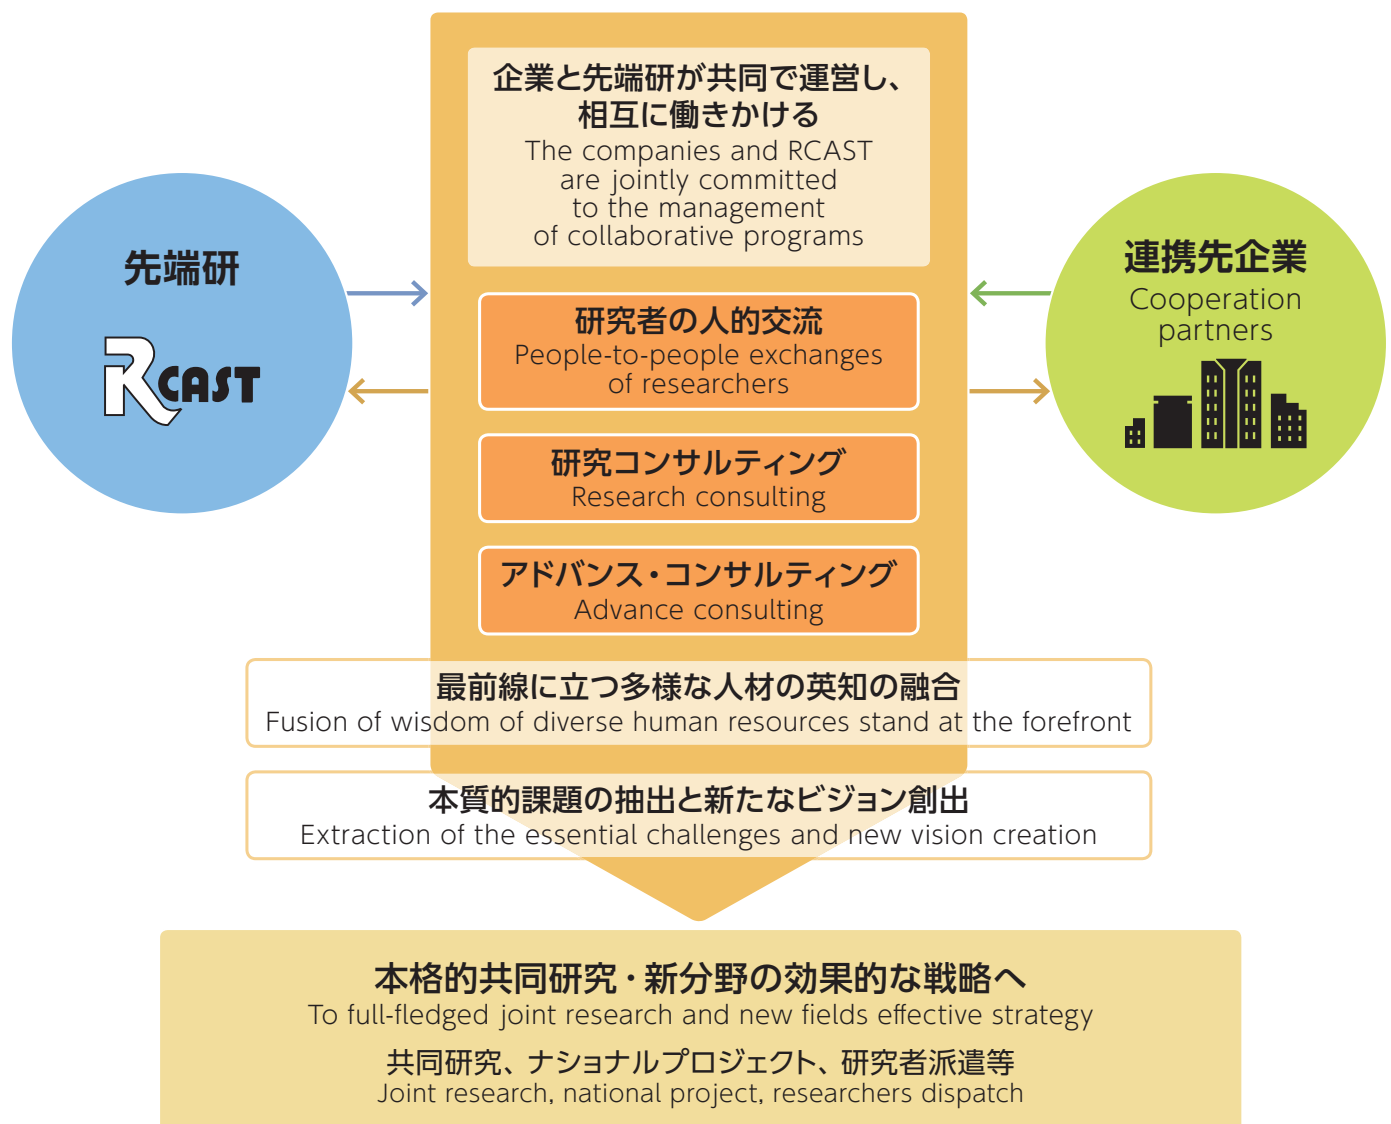 企業と先端研が共同で運営し、
相互に働きかける
The companies and RCAST
are jointly committed
to the management
of collaborative programs
先端研
RCAST
連携先企業
Cooperation
partners
研究者の人的交流
People-to-people exchanges
of researchers
研究コンサルティング
Research consulting
アドバンス・コンサルティング
Advance consulting
最前線に立つ多様な人材の英知の融合
Fusion of wisdom of diverse human resources stand at the forefront
本質的課題の抽出と新たなビジョン創出
Extraction of the essential challenges and new vision creation
本格的共同研究・新分野の効果的な戦略へ
To full-fledged joint research and new fields effective strategy
共同研究、ナショナルプロジェクト、研究者派遣等
Joint research, national project, researchers dispatch